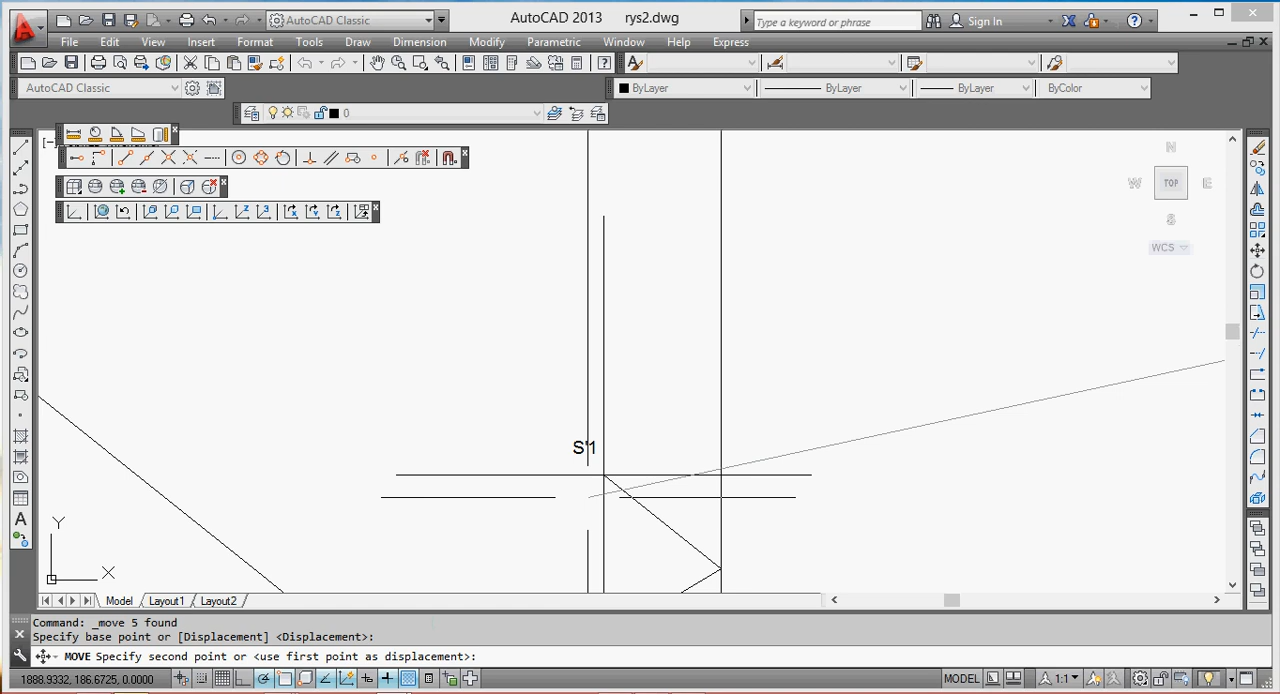 AutoCAD Classic
AutoCAD 2013 rys2.dwg
Type a keyword or phrase
Sign In
File Edit View Insert Format Tools Draw Dimension Modify Parametric Window Help Express
AutoCAD Classic
ByLayer
ByLayer
ByLayer
ByColor
0
[–]
N
W
TOP
E
S
WCS
S'1
Y
X
Model Layout1 Layout2
Command: _move 5 found
Specify base point or [Displacement] <Displacement>:
MOVE Specify second point or <use first point as displacement>:
1888.9332, 186.6725, 0.0000
MODEL
1:1